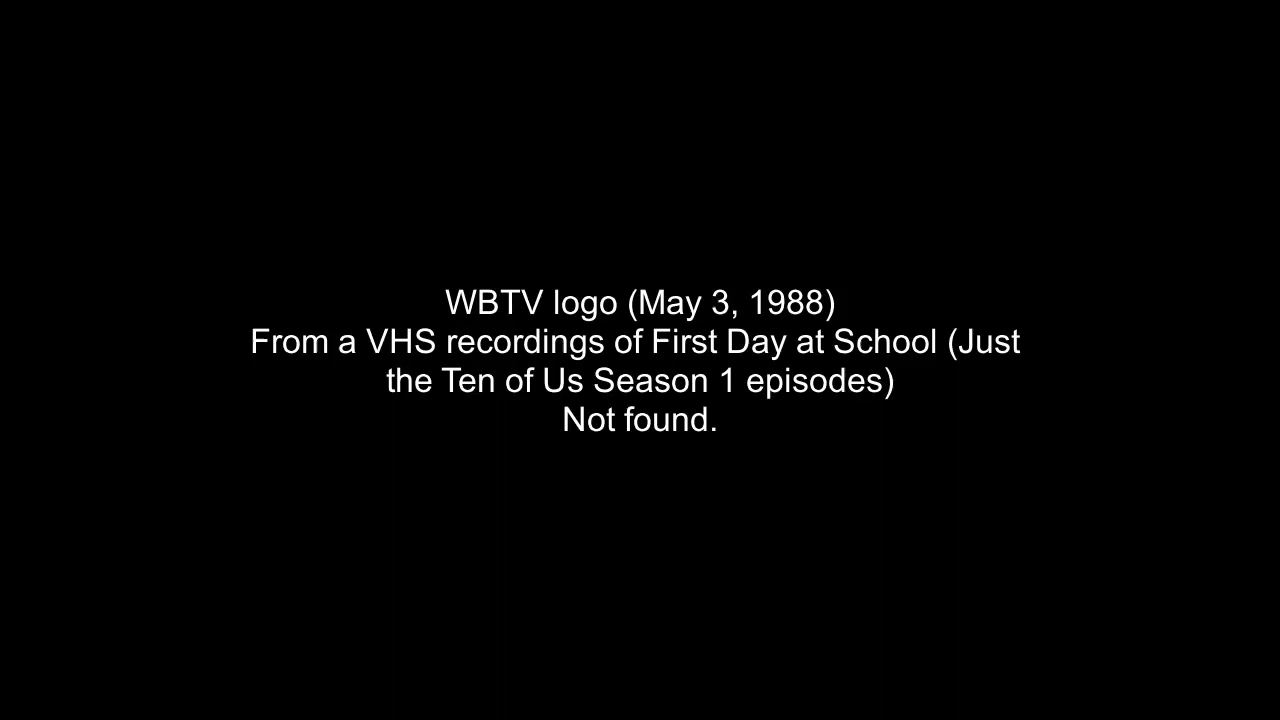 WBTV logo (May 3, 1988)
From a VHS recordings of First Day at School (Just
the Ten of Us Season 1 episodes)
Not found.